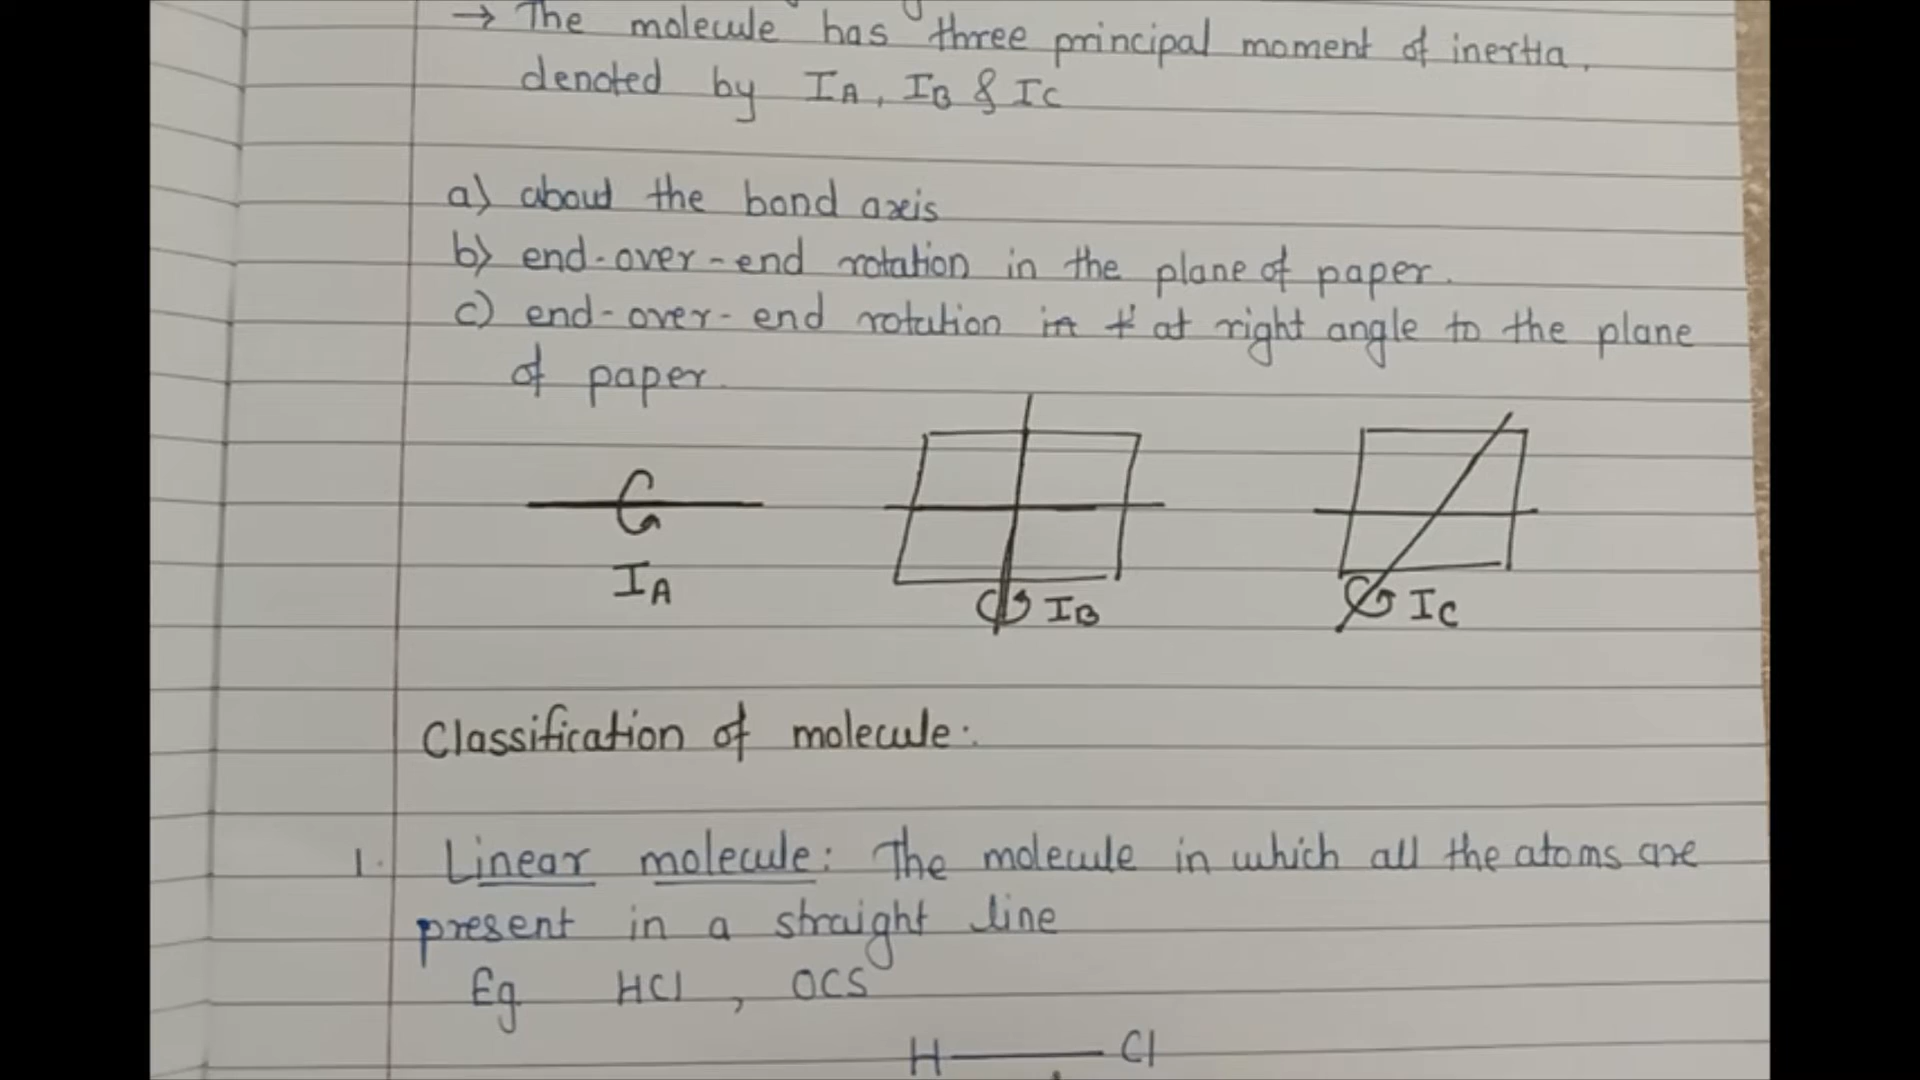 → The molecule has three principal moment of inertia,
denoted by IA, IB & IC
a) about the bond axis
b) end-over-end rotation in the plane of paper.
c) end-over-end rotation in t at right angle to the plane
of paper.
IA
IB
IC
Classification of molecule:
1. Linear molecule: The molecule in which all the atoms are
present in a straight line
Eg HCl, OCS
H—Cl